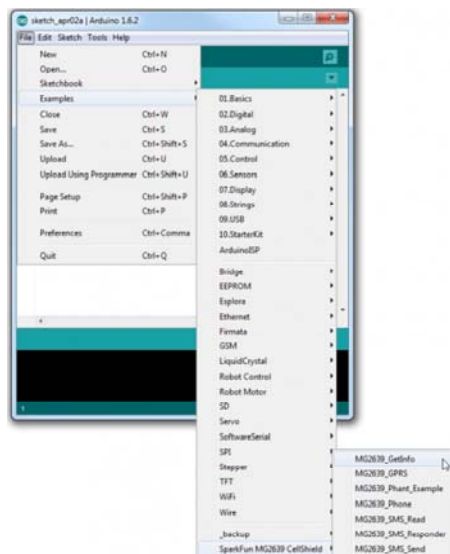 sketch_apr02a | Arduino 1.6.2
File Edit Sketch Tools Help
New Ctrl+N
Open... Ctrl+O
Sketchbook
Examples
Close Ctrl+W
Save Ctrl+S
Save As... Ctrl+Shift+S
Upload Ctrl+U
Upload Using Programmer Ctrl+Shift+U
Page Setup Ctrl+Shift+P
Print Ctrl+P
Preferences Ctrl+Comma
Quit Ctrl+Q
01.Basics
02.Digital
03.Analog
04.Communication
05.Control
06.Sensors
07.Display
08.Strings
09.USB
10.StarterKit
ArduinoISP
Bridge
EEPROM
Esplora
Ethernet
Firmata
GSM
LiquidCrystal
Robot Control
Robot Motor
SD
Servo
SoftwareSerial
SPI
Stepper
TFT
WiFi
Wire
_backup
SparkFun MG2639 CellShield
MG2639_GetInfo
MG2639_GPRS
MG2639_Phant_Example
MG2639_Phone
MG2639_SMS_Read
MG2639_SMS_Responder
MG2639_SMS_Send
1